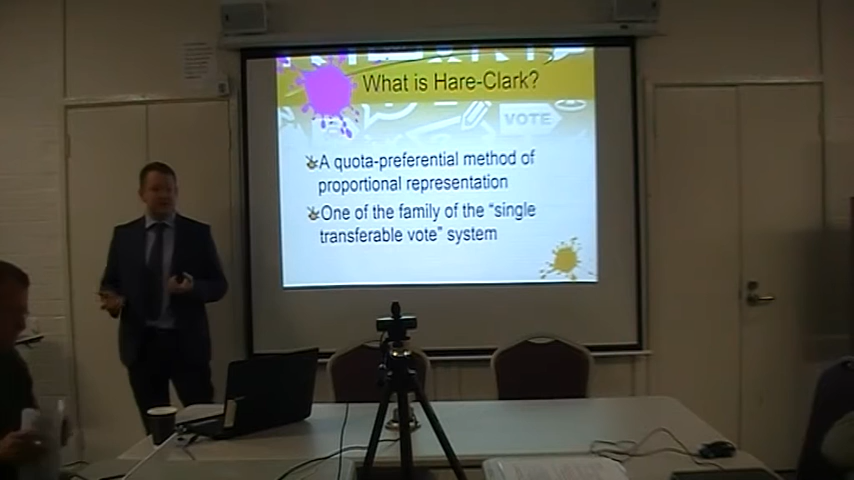 What is Hare-Clark?
VOTE
A quota-preferential method of
proportional representation
One of the family of the “single
transferable vote” system